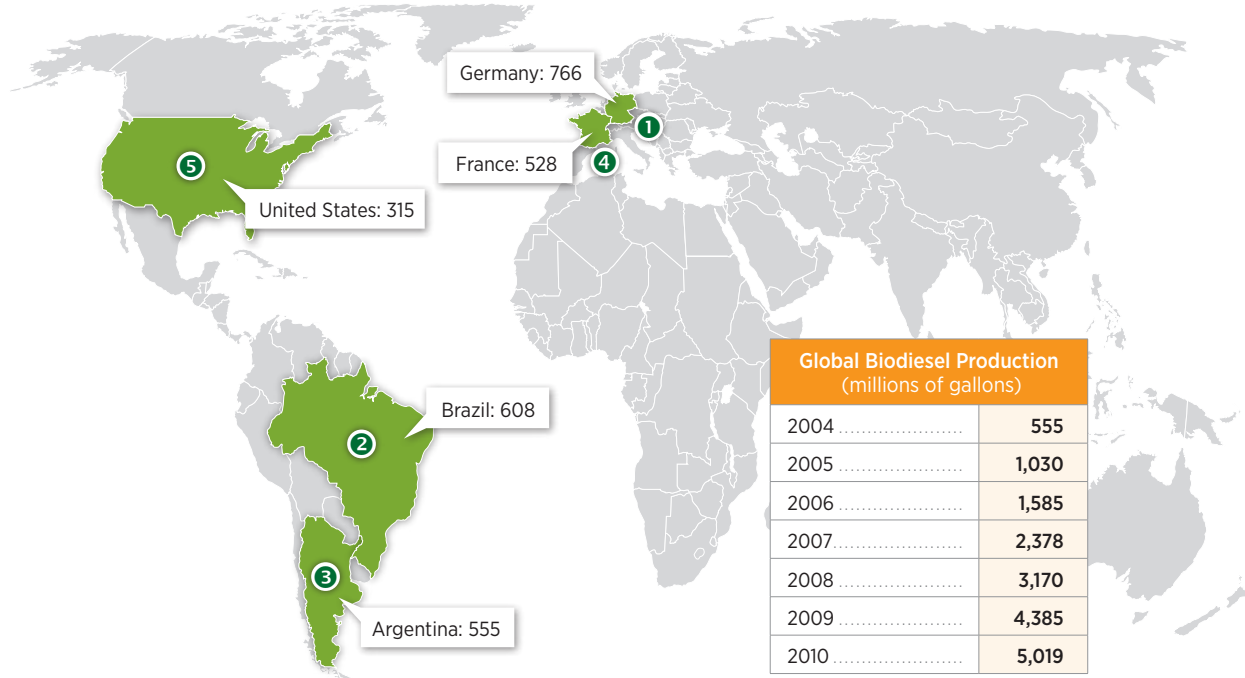 Germany: 766
1
France: 528
4
5
United States: 315
Brazil: 608
2
3
Argentina: 555
Global Biodiesel Production
(millions of gallons)
2004 ..................... 555
2005 ..................... 1,030
2006 ..................... 1,585
2007...................... 2,378
2008 ..................... 3,170
2009 ..................... 4,385
2010 ...................... 5,019